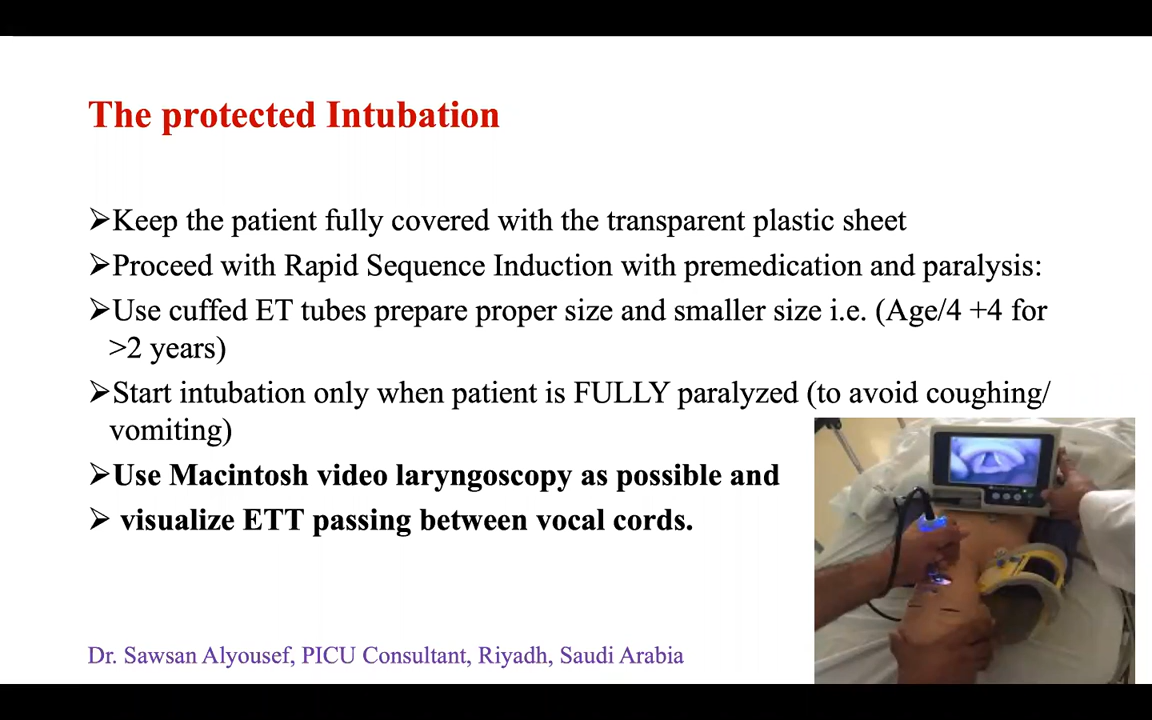 The protected Intubation
➢Keep the patient fully covered with the transparent plastic sheet
➢Proceed with Rapid Sequence Induction with premedication and paralysis:
➢Use cuffed ET tubes prepare proper size and smaller size i.e. (Age/4 +4 for
>2 years)
➢Start intubation only when patient is FULLY paralyzed (to avoid coughing/
vomiting)
➢Use Macintosh video laryngoscopy as possible and
➢ visualize ETT passing between vocal cords.
Dr. Sawsan Alyousef, PICU Consultant, Riyadh, Saudi Arabia